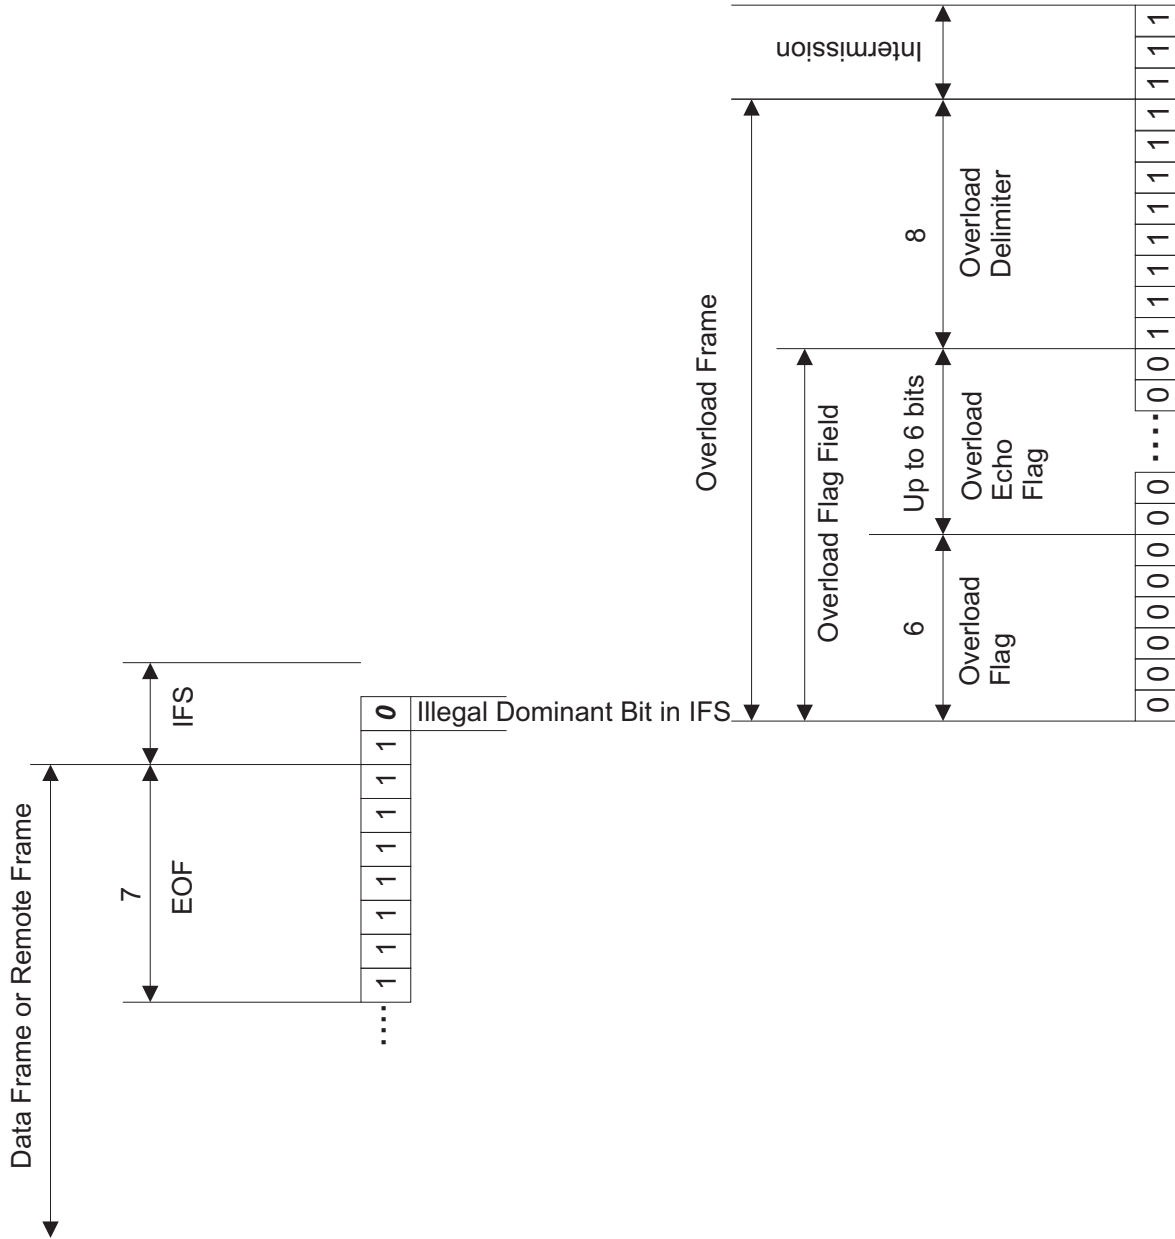 Data Frame or Remote Frame
7
EOF
IFS
.... 1 1 1 1 1 1 1 1 0
Illegal Dominant Bit in IFS
Overload Frame
Overload Flag Field
6
Overload
Flag
Up to 6 bits
Overload
Echo
Flag
8
Overload
Delimiter
Intermission
0 0 0 0 0 0 0 0 .... 0 0 1 1 1 1 1 1 1 1 1 1 1